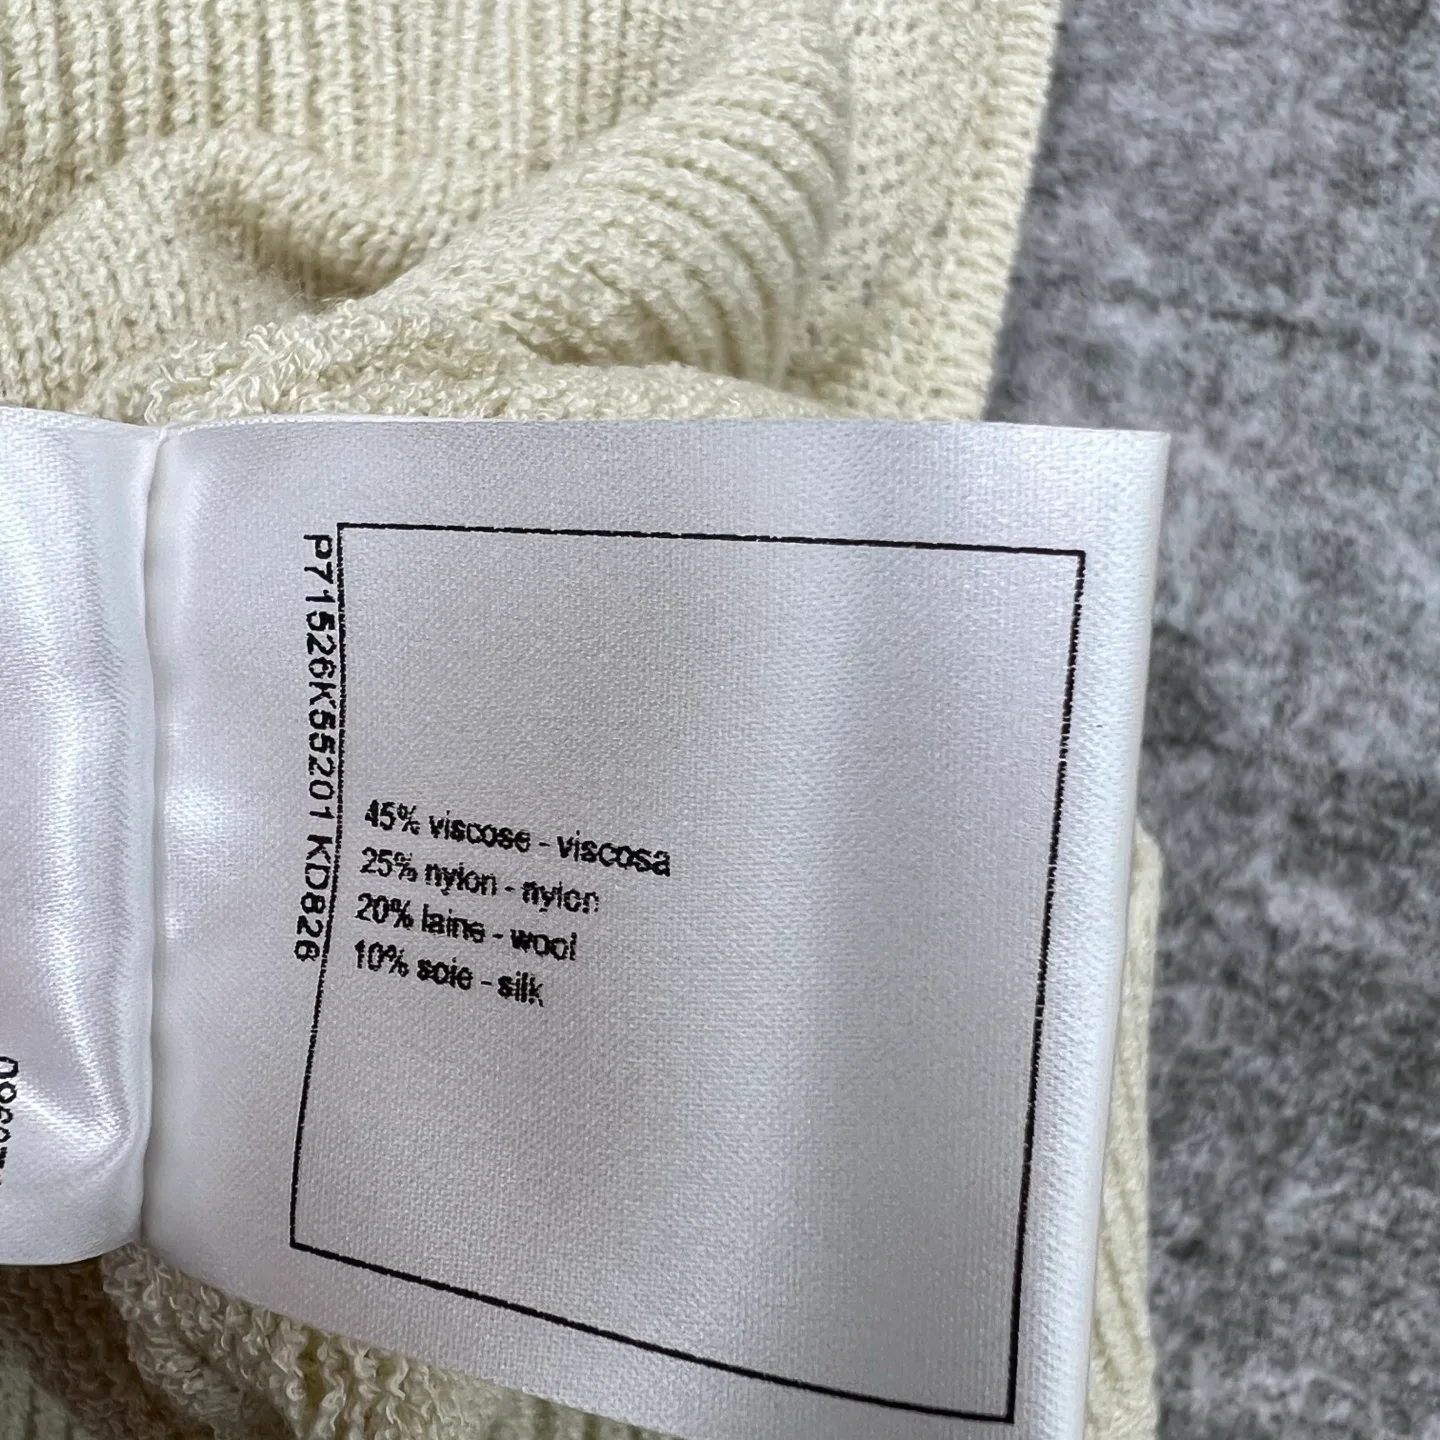 P71526K55201 KD826
45% viscose - viscosa
25% nylon - nylon
20% laine - wool
10% soie - silk